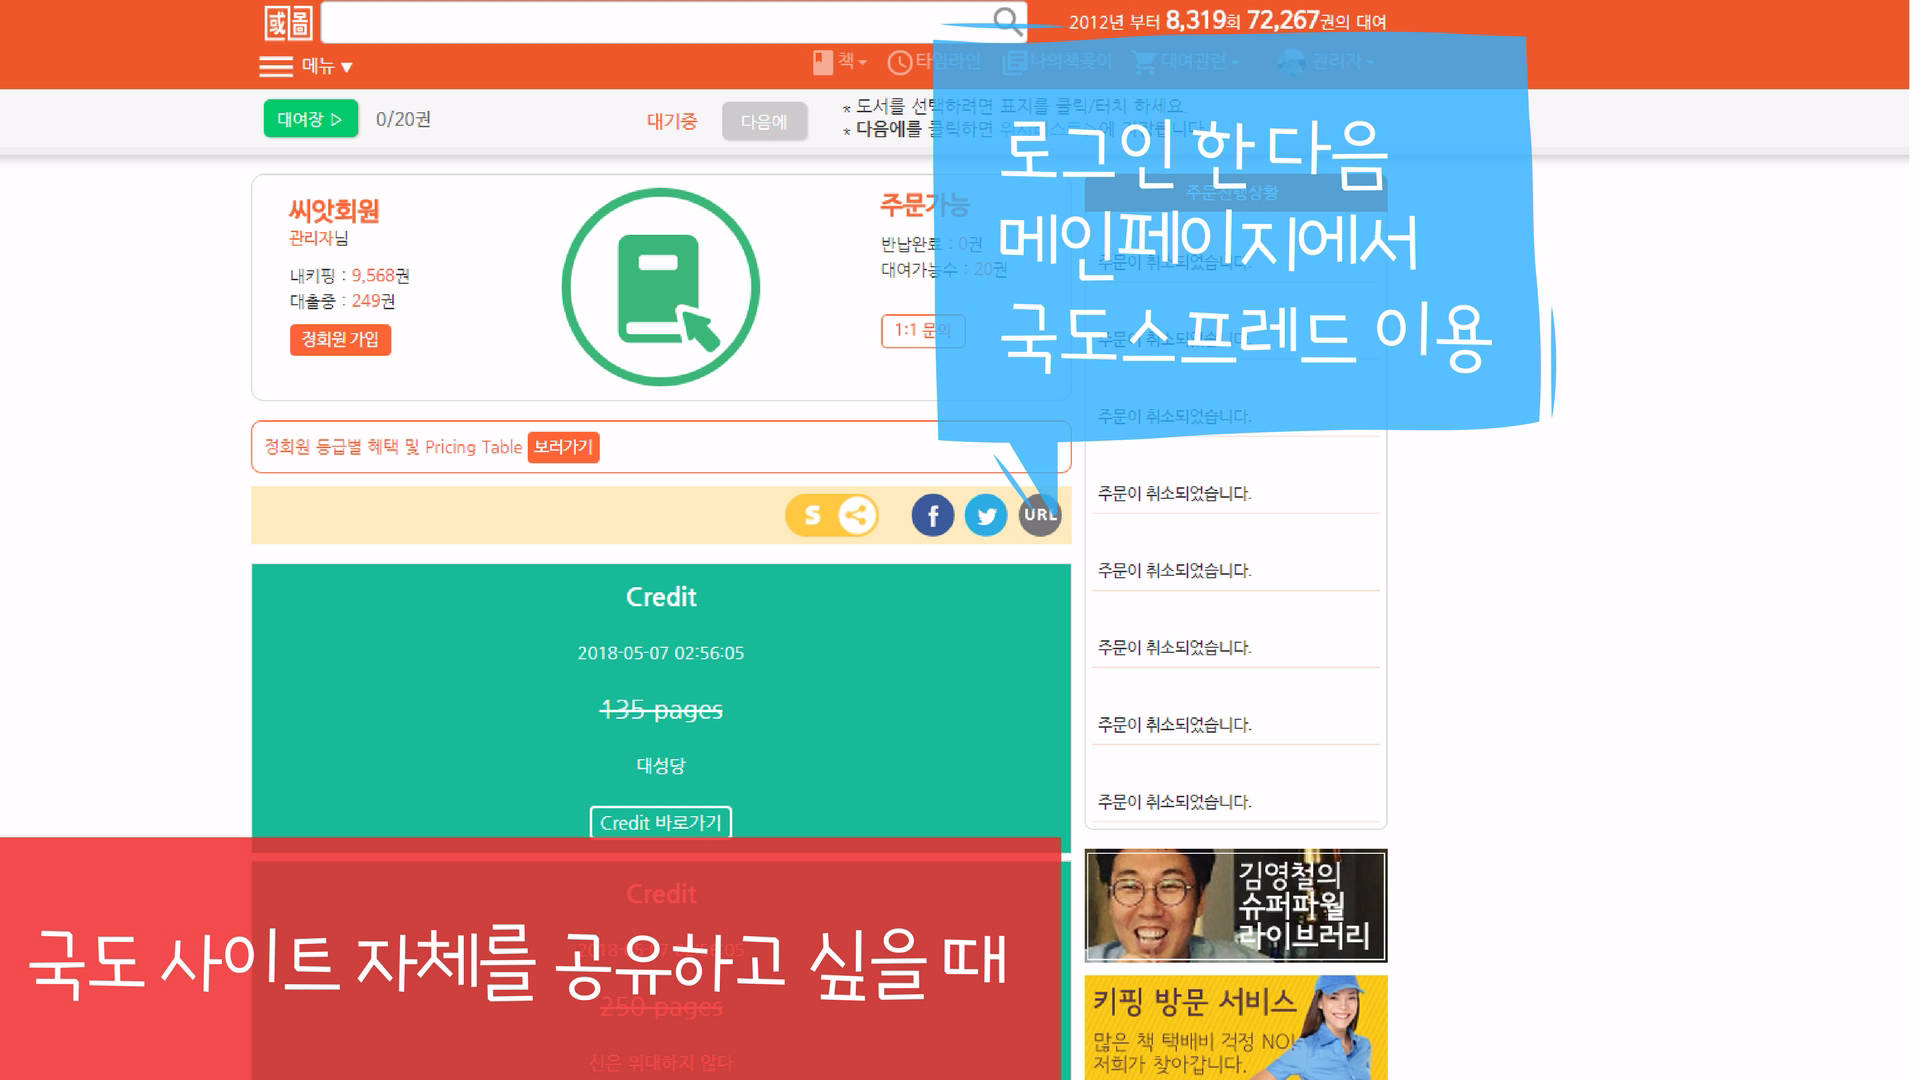 或圖
2012년 부터 8,319회 72,267권의 대여
메뉴 ▼
책
타임라인
나의책꽂이
대여관련
관리자
대여장 ▷
0/20권
대기중
다음에
* 도서를 선택하려면 표지를 클릭/터치 하세요
* 다음에를 클릭하면
로그인 한 다음
메인페이지에서
국도스프레드 이용
씨앗회원
관리자님
내키핑 : 9,568권
대출중 : 249권
정회원 가입
주문가능
반납완료 : 0권
대여가능수 : 20권
1:1 문의
주문진행상황
주문이 취소되었습니다.
주문이 취소되었습니다.
주문이 취소되었습니다.
주문이 취소되었습니다.
주문이 취소되었습니다.
주문이 취소되었습니다.
주문이 취소되었습니다.
주문이 취소되었습니다.
정회원 등급별 혜택 및 Pricing Table 보러가기
S
f
URL
Credit
2018-05-07 02:56:05
135 pages
대성당
Credit 바로가기
Credit
2018-05-07 02:56:05
250 pages
신은 위대하지 않다
국도 사이트 자체를 공유하고 싶을 때
김영철의
슈퍼파월
라이브러리
키핑 방문 서비스
많은 책 택배비 걱정 NO!
저희가 찾아갑니다.